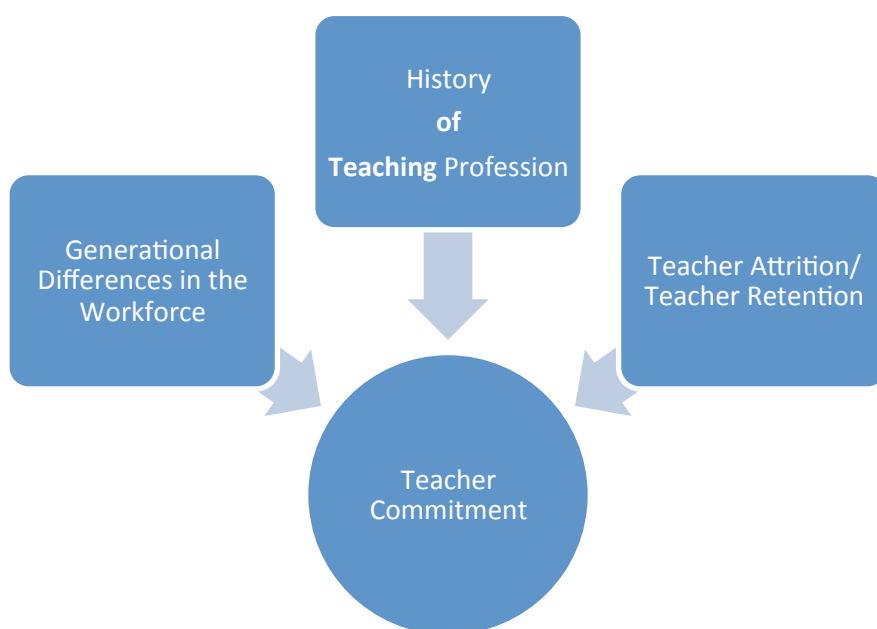 History
of
Teaching Profession
Generational
Differences in the
Workforce
Teacher Attrition/
Teacher Retention
Teacher
Commitment